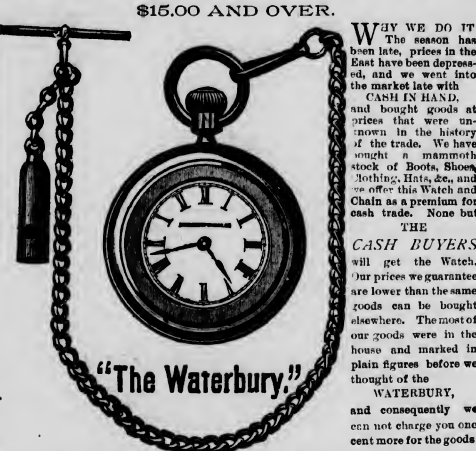 $15.00 AND OVER.
"The Waterbury."
WHY WE DO IT
The season has
been late, prices in the
East have been depress-
ed, and we went into
the market late with
CASH IN HAND,
and bought goods at
prices that were un-
known in the history
of the trade. We have
bought a mammoth
stock of Boots, Shoes,
Clothing, Hats, &c., and
we offer this Watch and
Chain as a premium for
cash trade. None but
THE
CASH BUYERS
will get the Watch.
Our prices we guarantee
are lower than the same
goods can be bought
elsewhere. The most of
our goods were in the
house and marked in
plain figures before we
thought of the
WATERBURY,
and consequently we
can not charge you one
cent more for the goods